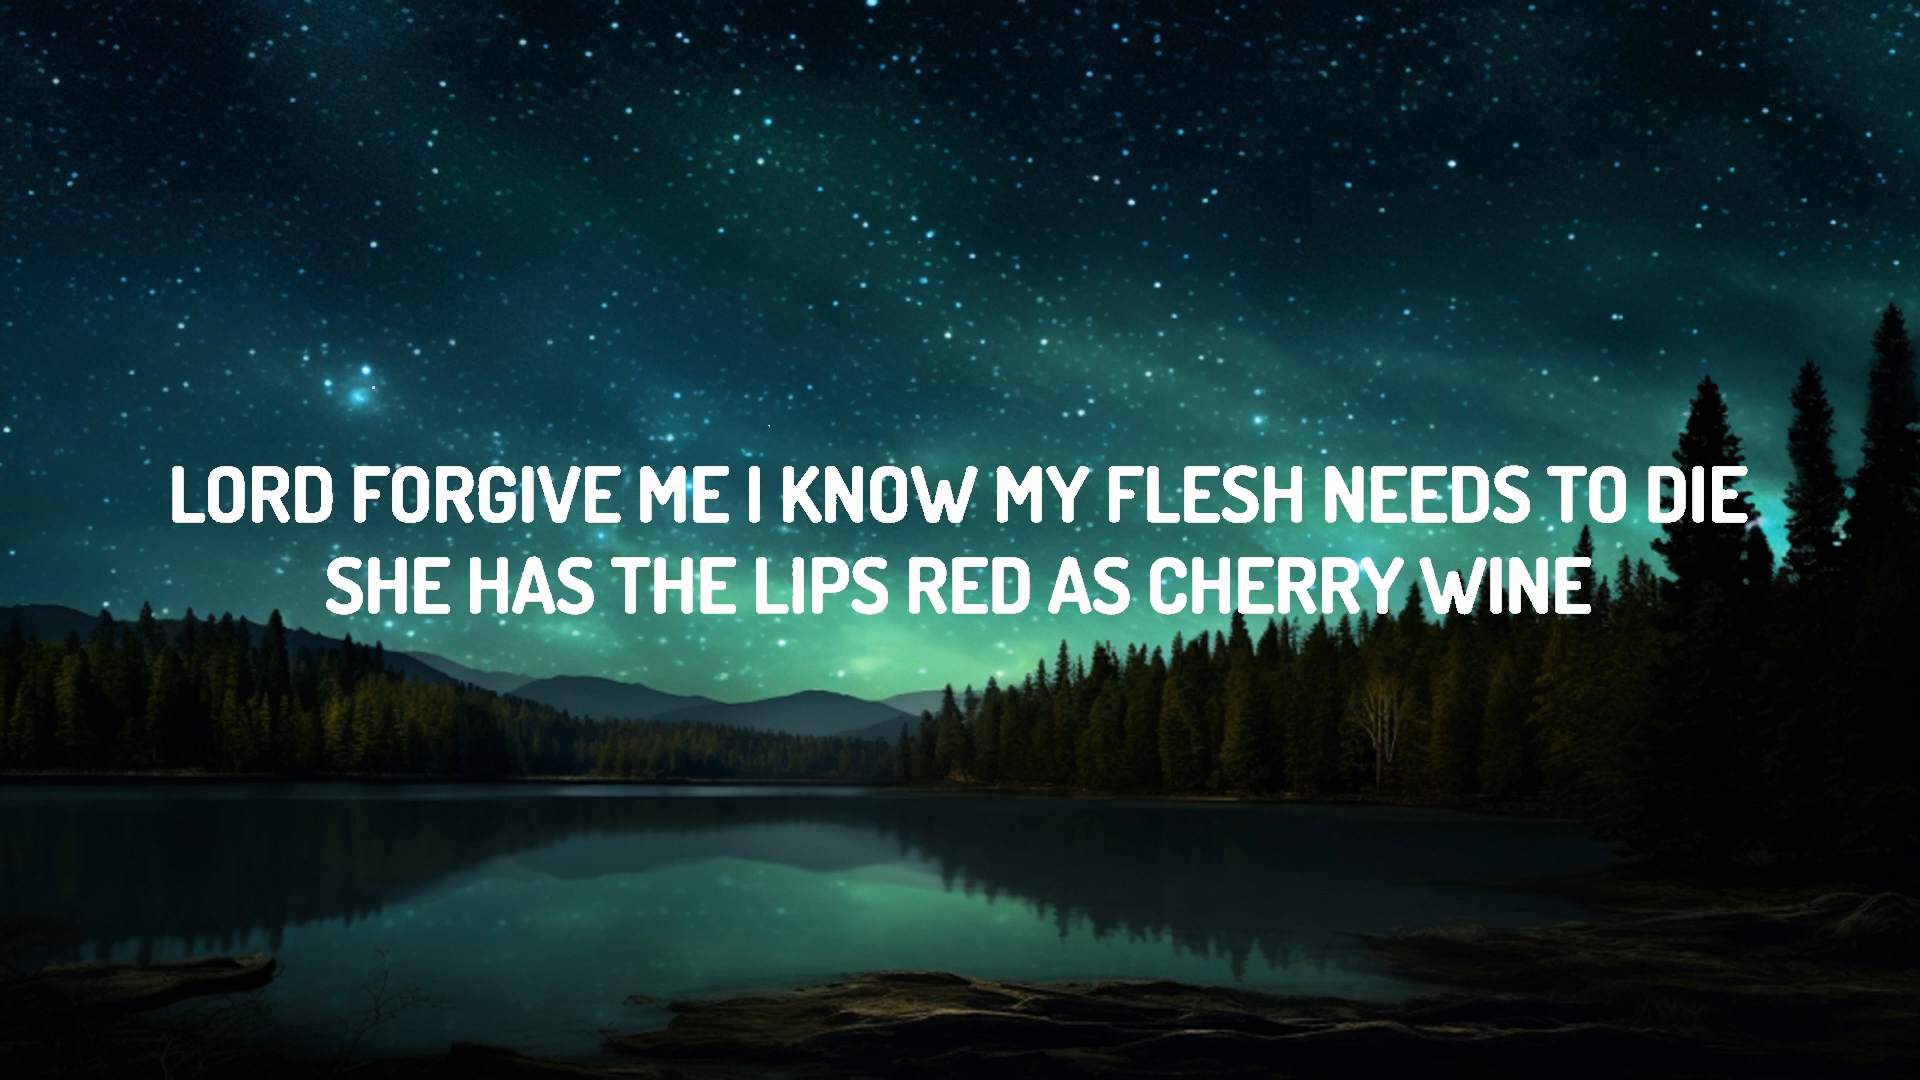 LORD FORGIVE ME I KNOW MY FLESH NEEDS TO DIE
SHE HAS THE LIPS RED AS CHERRY WINE